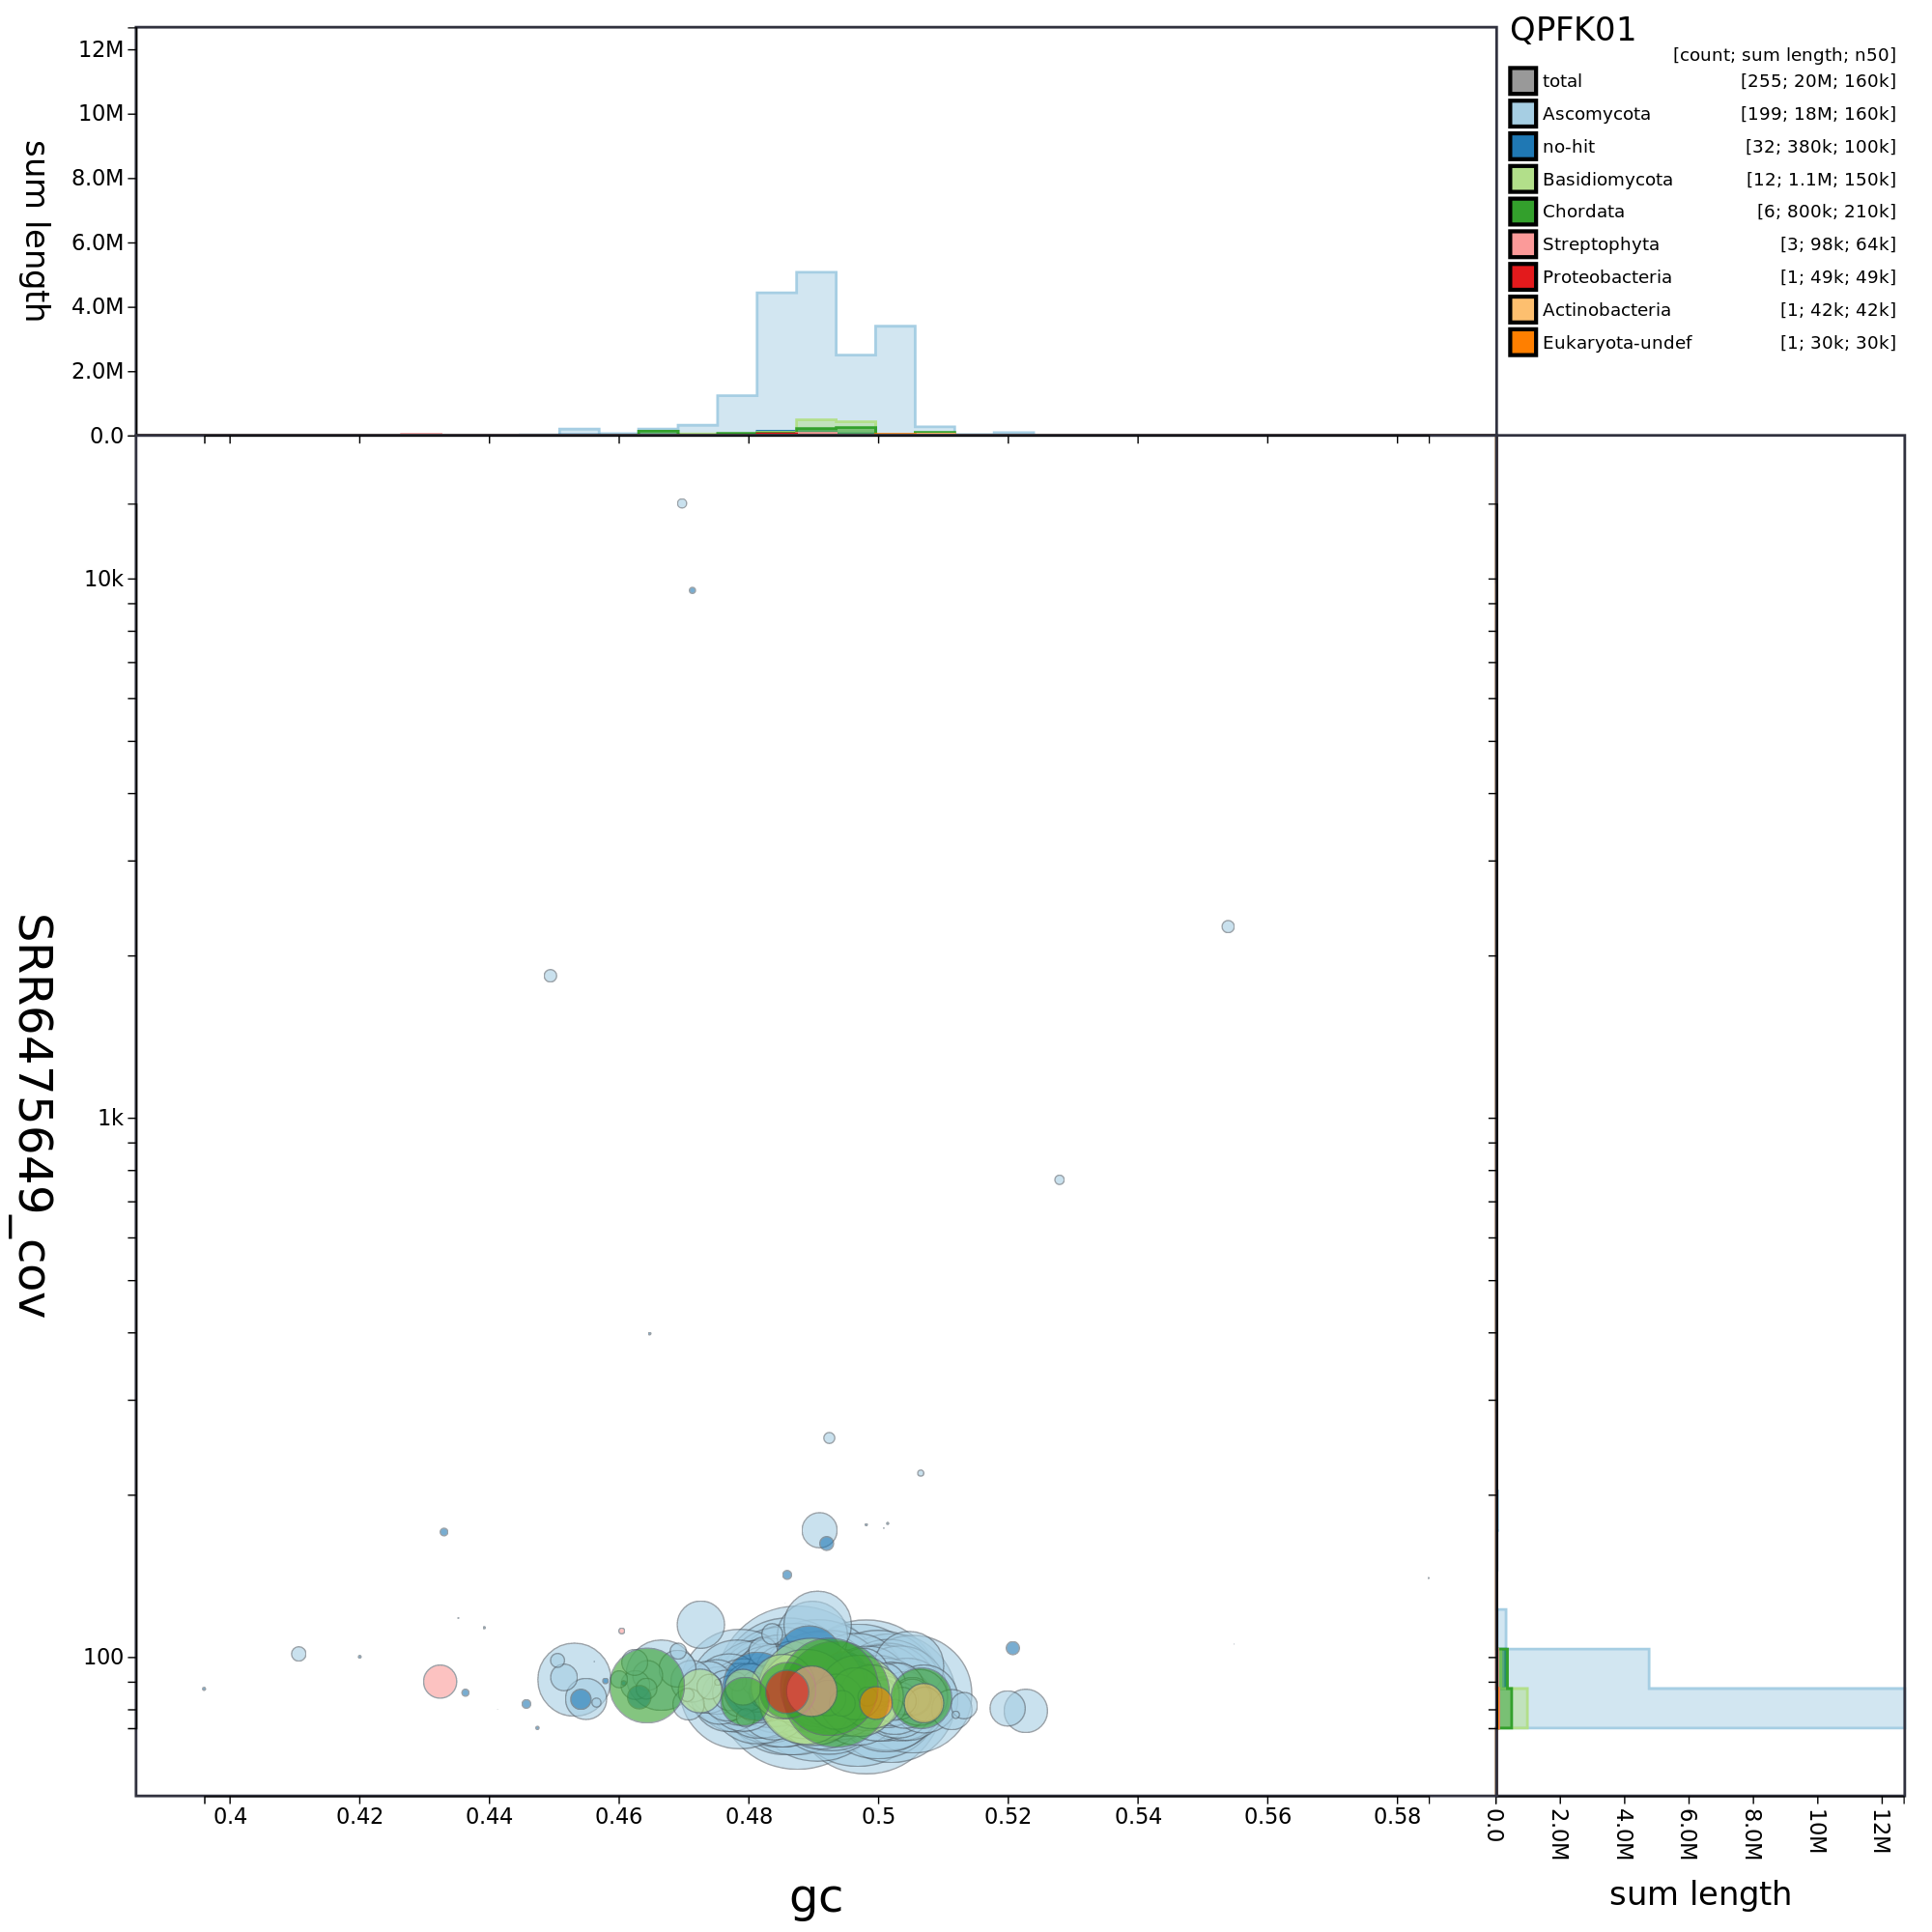 QPFK01
[count; sum length; n50]
total [255; 20M; 160k]
Ascomycota [199; 18M; 160k]
no-hit [32; 380k; 100k]
Basidiomycota [12; 1.1M; 150k]
Chordata [6; 800k; 210k]
Streptophyta [3; 98k; 64k]
Proteobacteria [1; 49k; 49k]
Actinobacteria [1; 42k; 42k]
Eukaryota-undef [1; 30k; 30k]
12M
10M
8.0M
6.0M
4.0M
2.0M
0.0
sum length
10k
1k
100
SRR6475649_cov
0.4 0.42 0.44 0.46 0.48 0.5 0.52 0.54 0.56 0.58
gc
0.0 2.0M 4.0M 6.0M 8.0M 10M 12M
sum length